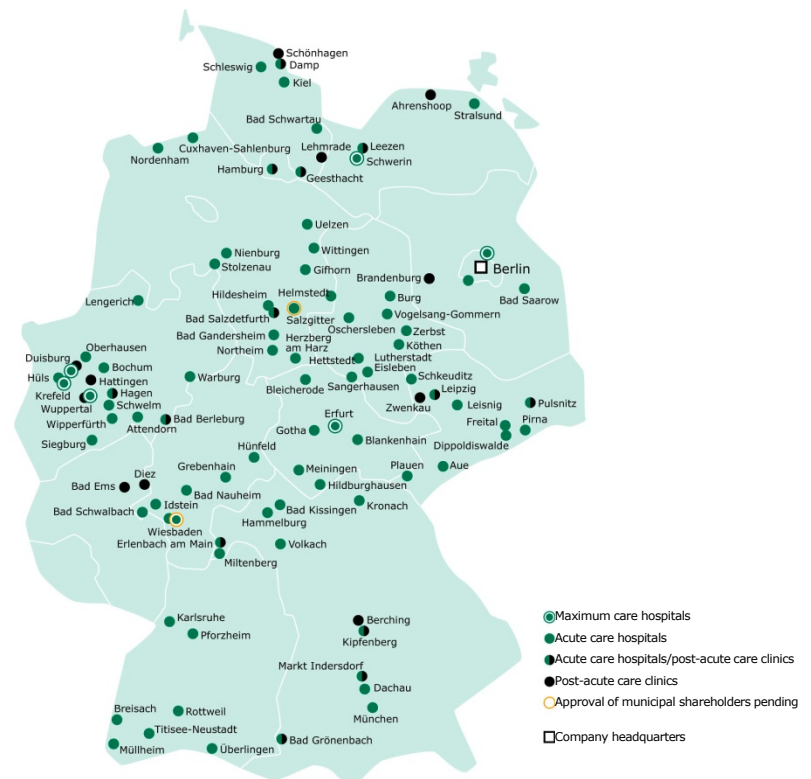 Schönhagen
Damp
Schleswig
Kiel
Ahrenshoop
Stralsund
Bad Schwartau
Cuxhaven-Sahlenburg
Nordenham
Lehmrade
Leezen
Schwerin
Hamburg
Geesthacht
Uelzen
Nienburg
Wittingen
Stolzenau
Gifhorn
Berlin
Brandenburg
Bad Saarow
Lengerich
Hildesheim
Helmstedt
Burg
Bad Salzdetfurth
Salzgitter
Vogelsang-Gommern
Oschersleben
Bad Gandersheim
Herzberg
am Harz
Zerbst
Köthen
Northeim
Hettstedt
Lutherstadt
Eisleben
Oberhausen
Duisburg
Bochum
Hüls
Hattingen
Krefeld
Hagen
Wuppertal
Schwelm
Wipperfürth
Attendorn
Siegburg
Warburg
Bad Berleburg
Bleicherode
Sangerhausen
Schkeuditz
Leipzig
Zwenkau
Leisnig
Pulsnitz
Freital
Pirna
Dippoldiswalde
Erfurt
Gotha
Blankenhain
Hünfeld
Grebenhain
Meiningen
Plauen
Aue
Hildburghausen
Diez
Bad Ems
Bad Nauheim
Idstein
Bad Schwalbach
Wiesbaden
Bad Kissingen
Hammelburg
Kronach
Erlenbach am Main
Miltenberg
Volkach
Karlsruhe
Pforzheim
Berching
Kipfenberg
Markt Indersdorf
Dachau
München
Breisach
Rottweil
Titisee-Neustadt
Müllheim
Überlingen
Bad Grönenbach
Maximum care hospitals
Acute care hospitals
Acute care hospitals/post-acute care clinics
Post-acute care clinics
Approval of municipal shareholders pending
Company headquarters